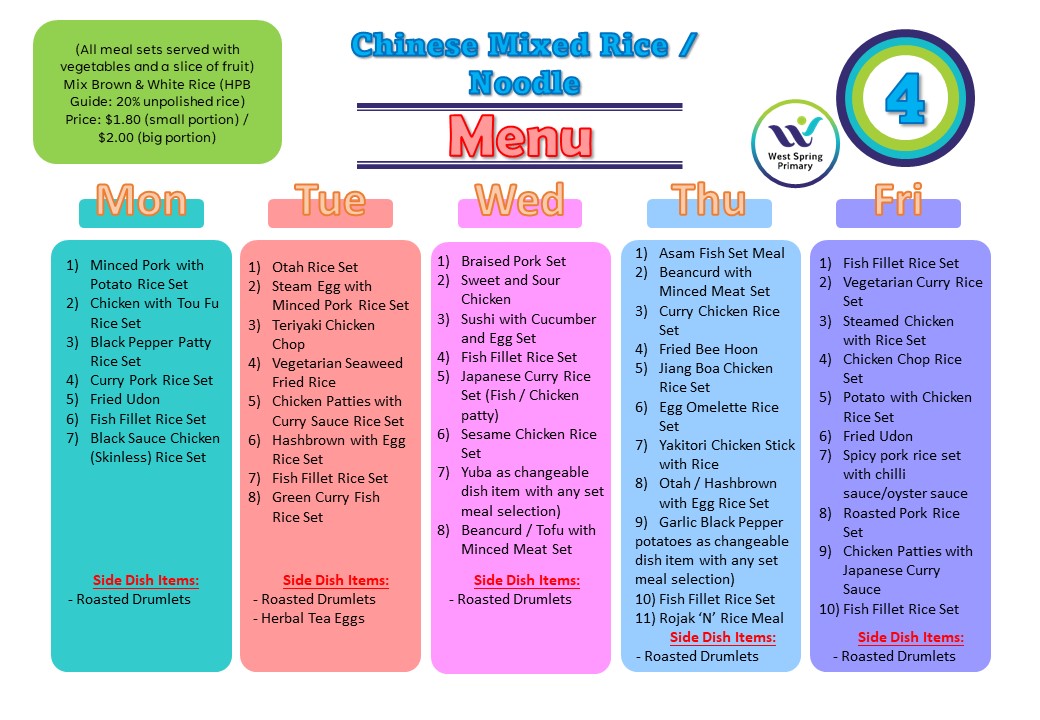 (All meal sets served with
vegetables and a slice of fruit)
Mix Brown & White Rice (HPB
Guide: 20% unpolished rice)
Price: $1.80 (small portion) /
$2.00 (big portion)
Chinese Mixed Rice /
Noodle
Menu
West Spring
Primary
4
Mon
1) Minced Pork with
Potato Rice Set
2) Chicken with Tou Fu
Rice Set
3) Black Pepper Patty
Rice Set
4) Curry Pork Rice Set
5) Fried Udon
6) Fish Fillet Rice Set
7) Black Sauce Chicken
(Skinless) Rice Set
Side Dish Items:
- Roasted Drumlets
Tue
1) Otah Rice Set
2) Steam Egg with
Minced Pork Rice Set
3) Teriyaki Chicken
Chop
4) Vegetarian Seaweed
Fried Rice
5) Chicken Patties with
Curry Sauce Rice Set
6) Hashbrown with Egg
Rice Set
7) Fish Fillet Rice Set
8) Green Curry Fish
Rice Set
Side Dish Items:
- Roasted Drumlets
- Herbal Tea Eggs
Wed
1) Braised Pork Set
2) Sweet and Sour
Chicken
3) Sushi with Cucumber
and Egg Set
4) Fish Fillet Rice Set
5) Japanese Curry Rice
Set (Fish / Chicken
patty)
6) Sesame Chicken Rice
Set
7) Yuba as changeable
dish item with any set
meal selection)
8) Beancurd / Tofu with
Minced Meat Set
Side Dish Items:
- Roasted Drumlets
Thu
1) Asam Fish Set Meal
2) Beancurd with
Minced Meat Set
3) Curry Chicken Rice
Set
4) Fried Bee Hoon
5) Jiang Boa Chicken
Rice Set
6) Egg Omelette Rice
Set
7) Yakitori Chicken Stick
with Rice
8) Otah / Hashbrown
with Egg Rice Set
9) Garlic Black Pepper
potatoes as changeable
dish item with any set
meal selection)
10) Fish Fillet Rice Set
11) Rojak ‘N’ Rice Meal
Side Dish Items:
- Roasted Drumlets
Fri
1) Fish Fillet Rice Set
2) Vegetarian Curry Rice
Set
3) Steamed Chicken
with Rice Set
4) Chicken Chop Rice
Set
5) Potato with Chicken
Rice Set
6) Fried Udon
7) Spicy pork rice set
with chilli
sauce/oyster sauce
8) Roasted Pork Rice
Set
9) Chicken Patties with
Japanese Curry
Sauce
10) Fish Fillet Rice Set
Side Dish Items:
- Roasted Drumlets